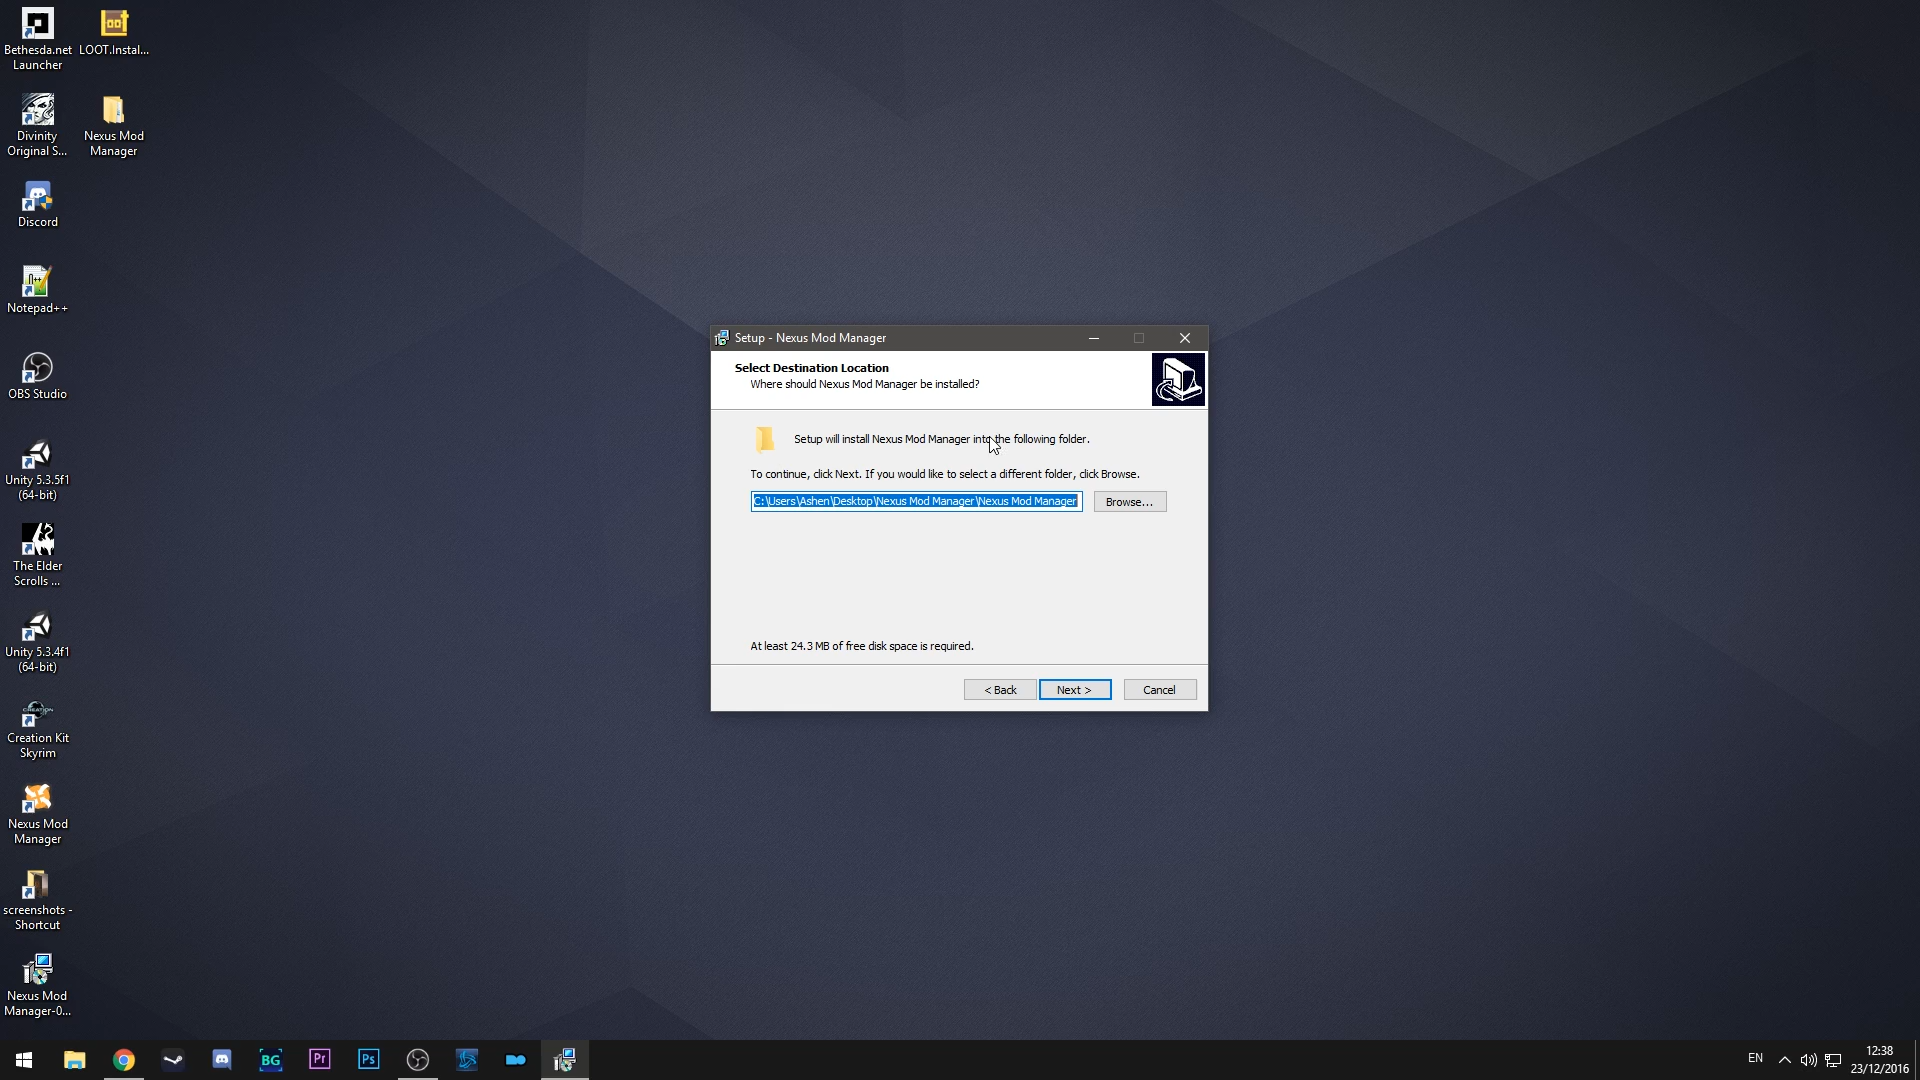 Bethesda.net
Launcher
LOOT.Instal...
Divinity
Original S...
Nexus Mod
Manager
Discord
Notepad++
OBS Studio
Unity 5.3.5f1
(64-bit)
The Elder
Scrolls ...
Unity 5.3.4f1
(64-bit)
CREATION
Creation Kit
Skyrim
Nexus Mod
Manager
screenshots -
Shortcut
Nexus Mod
Manager-0...
Setup - Nexus Mod Manager
Select Destination Location
Where should Nexus Mod Manager be installed?
Setup will install Nexus Mod Manager into the following folder.
To continue, click Next. If you would like to select a different folder, click Browse.
C:\Users\Ashen\Desktop\Nexus Mod Manager\Nexus Mod Manager
Browse...
At least 24.3 MB of free disk space is required.
< Back
Next >
Cancel
BG
Pr
Ps
EN
12:38
23/12/2016